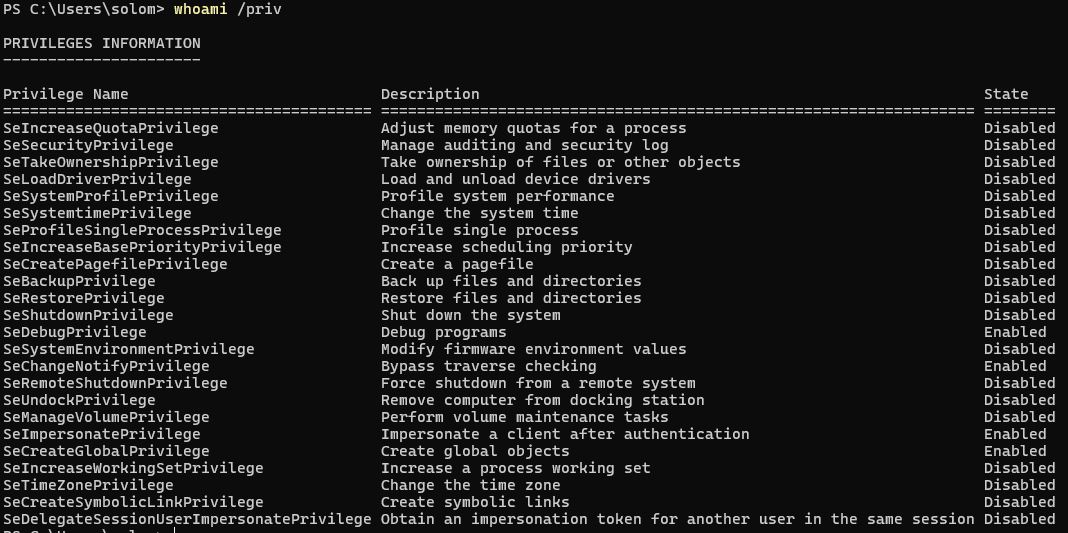 PS C:\Users\solom> whoami /priv
PRIVILEGES INFORMATION
----------------------
Privilege Name Description State
========================================= ================================================================== ========
SeIncreaseQuotaPrivilege Adjust memory quotas for a process Disabled
SeSecurityPrivilege Manage auditing and security log Disabled
SeTakeOwnershipPrivilege Take ownership of files or other objects Disabled
SeLoadDriverPrivilege Load and unload device drivers Disabled
SeSystemProfilePrivilege Profile system performance Disabled
SeSystemtimePrivilege Change the system time Disabled
SeProfileSingleProcessPrivilege Profile single process Disabled
SeIncreaseBasePriorityPrivilege Increase scheduling priority Disabled
SeCreatePagefilePrivilege Create a pagefile Disabled
SeBackupPrivilege Back up files and directories Disabled
SeRestorePrivilege Restore files and directories Disabled
SeShutdownPrivilege Shut down the system Disabled
SeDebugPrivilege Debug programs Enabled
SeSystemEnvironmentPrivilege Modify firmware environment values Disabled
SeChangeNotifyPrivilege Bypass traverse checking Enabled
SeRemoteShutdownPrivilege Force shutdown from a remote system Disabled
SeUndockPrivilege Remove computer from docking station Disabled
SeManageVolumePrivilege Perform volume maintenance tasks Disabled
SeImpersonatePrivilege Impersonate a client after authentication Enabled
SeCreateGlobalPrivilege Create global objects Enabled
SeIncreaseWorkingSetPrivilege Increase a process working set Disabled
SeTimeZonePrivilege Change the time zone Disabled
SeCreateSymbolicLinkPrivilege Create symbolic links Disabled
SeDelegateSessionUserImpersonatePrivilege Obtain an impersonation token for another user in the same session Disabled